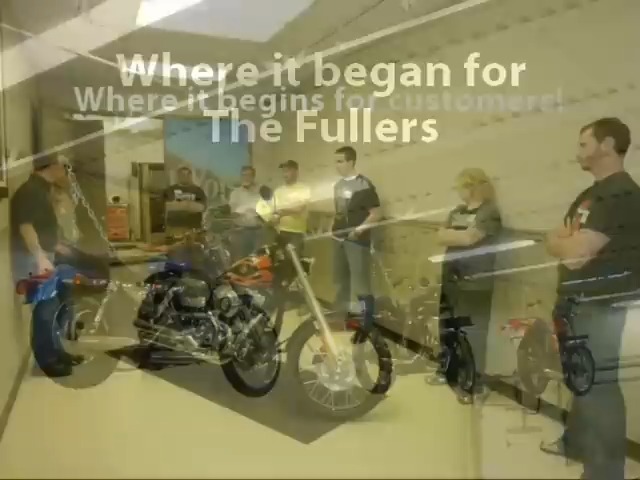 Where it began for
Where it begins for customers!
The Fullers